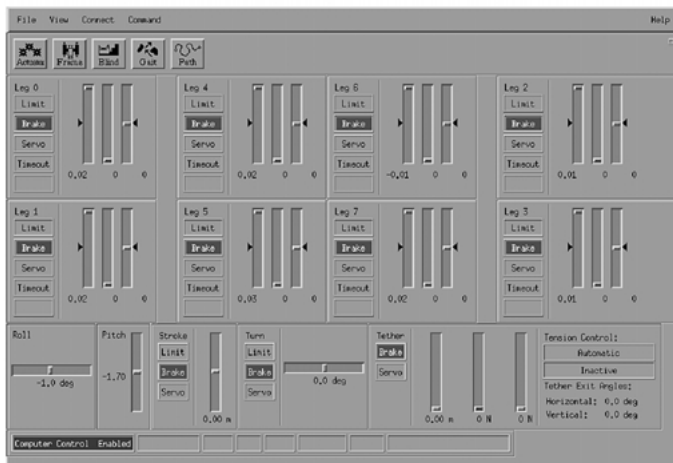 File View Connect Command Help
Actuma Frame Blind Gait Path
Leg 0 Leg 4 Leg 6 Leg 2
Limit Limit Limit Limit
Brake Brake Brake Brake
Servo Servo Servo Servo
Timeout Timeout Timeout Timeout
0.02 0 0 0.02 0 0 -0.01 0 0 0.01 0 0
Leg 1 Leg 5 Leg 7 Leg 3
Limit Limit Limit Limit
Brake Brake Brake Brake
Servo Servo Servo Servo
Timeout Timeout Timeout Timeout
0.02 0 0 0.03 0 0 0.02 0 0 0.01 0 0
Roll Pitch Stroke Turn Tether Tension Control:
Limit Limit Brake Automatic
Brake Brake Servo Inactive
Servo Servo Tether Exit Angles:
-1.0 deg -1.70 0.0 deg Horizontal: 0.0 deg
0.00 m 0.00 m 0 N 0 N Vertical: 0.0 deg
Computer Control Enabled